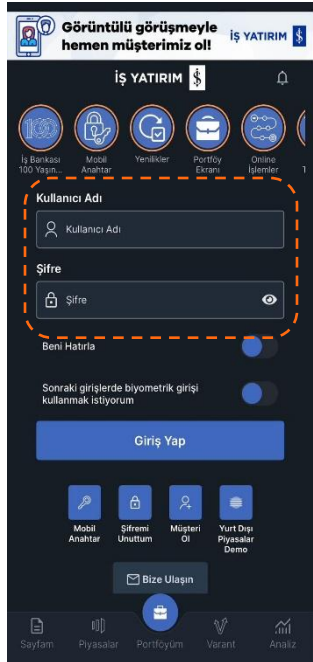 Görüntülü görüşmeyle
hemen müşterimiz ol!
İŞ YATIRIM
İŞ YATIRIM
100
İş Bankası
100 Yaşın...
Mobil
Anahtar
Yenilikler
Portföy
Ekranı
Online
İşlemler
Kullanıcı Adı
Kullanıcı Adı
Şifre
Şifre
Beni Hatırla
Sonraki girişlerde biyometrik girişi
kullanmak istiyorum
Giriş Yap
Mobil
Anahtar
Şifremi
Unuttum
Müşteri
Ol
Yurt Dışı
Piyasalar
Demo
Bize Ulaşın
Sayfam
Piyasalar
Portföyüm
Varant
Analiz